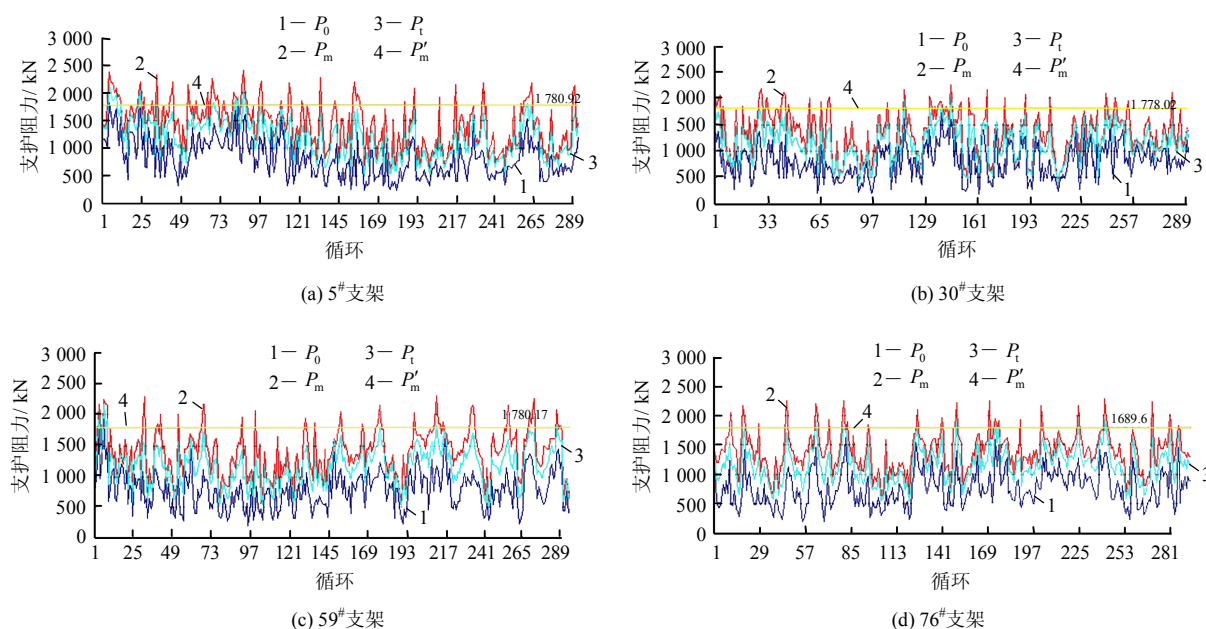 1— P₀ 3— Pₜ
2— Pₘ 4— P′ₘ
3 000
2 500
2 000
1 500
1 000
500
0
支护阻力/ kN
2
4
1 780.92
3
1
1 25 49 73 97 121 145 169 193 217 241 265 289
循环
(a) 5#支架
1— P₀ 3— Pₜ
2— Pₘ 4— P′ₘ
3 000
2 500
2 000
1 500
1 000
500
0
支护阻力/ kN
2
4
1 778.02
3
1
1 33 65 97 129 161 193 225 257 289
循环
(b) 30#支架
1— P₀ 3— Pₜ
2— Pₘ 4— P′ₘ
3 000
2 500
2 000
1 500
1 000
500
0
支护阻力/ kN
4
2
1 780.17
3
1
1 25 49 73 97 121 145 169 193 217 241 265 289
循环
(c) 59#支架
1— P₀ 3— Pₜ
2— Pₘ 4— P′ₘ
3 000
2 500
2 000
1 500
1 000
500
0
支护阻力/ kN
2
4
1689.6
3
1
1 29 57 85 113 141 169 197 225 253 281
循环
(d) 76#支架